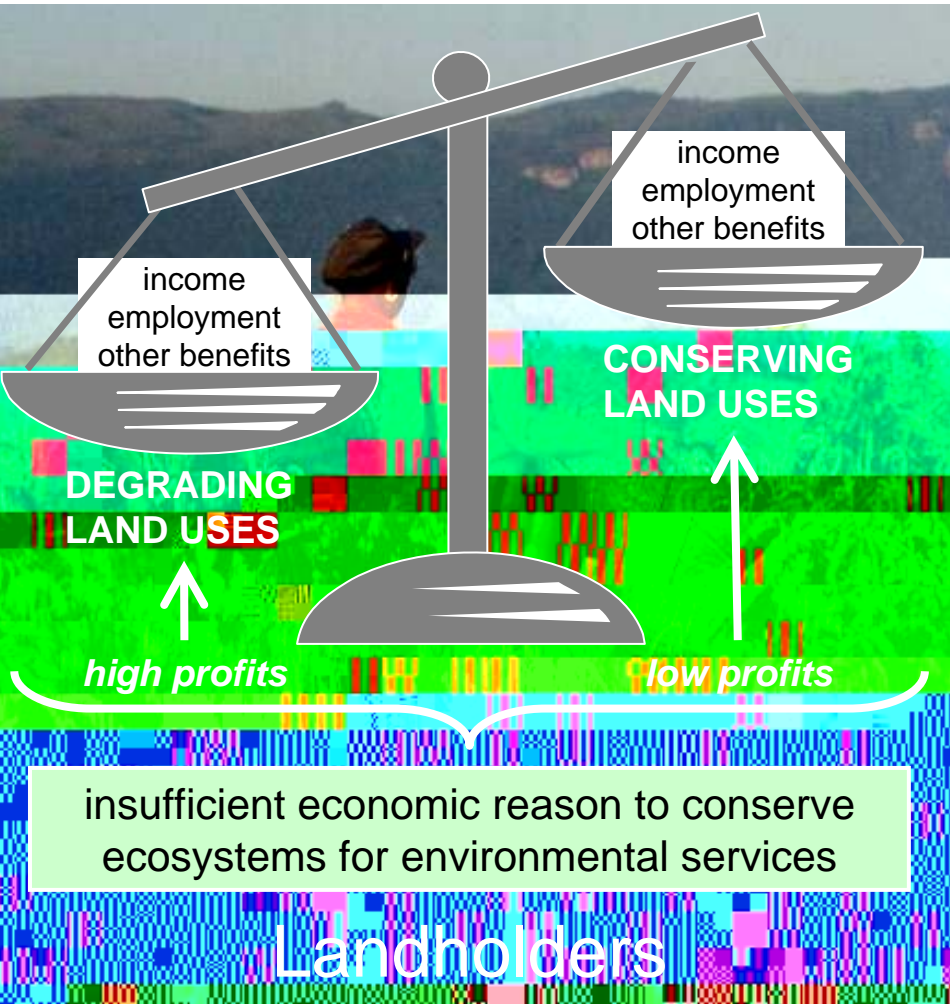 income
employment
other benefits
income
employment
other benefits
CONSERVING
LAND USES
DEGRADING
LAND USES
high profits
low profits
insufficient economic reason to conserve
ecosystems for environmental services
Landholders